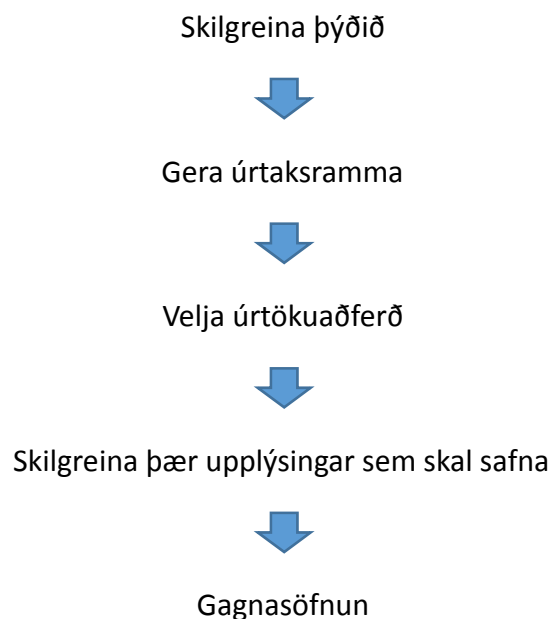 Skilgreina þýðið
Gera úrtaksramma
Velja úrtökuaðferð
Skilgreina þær upplýsingar sem skal safna
Gagnasöfnun